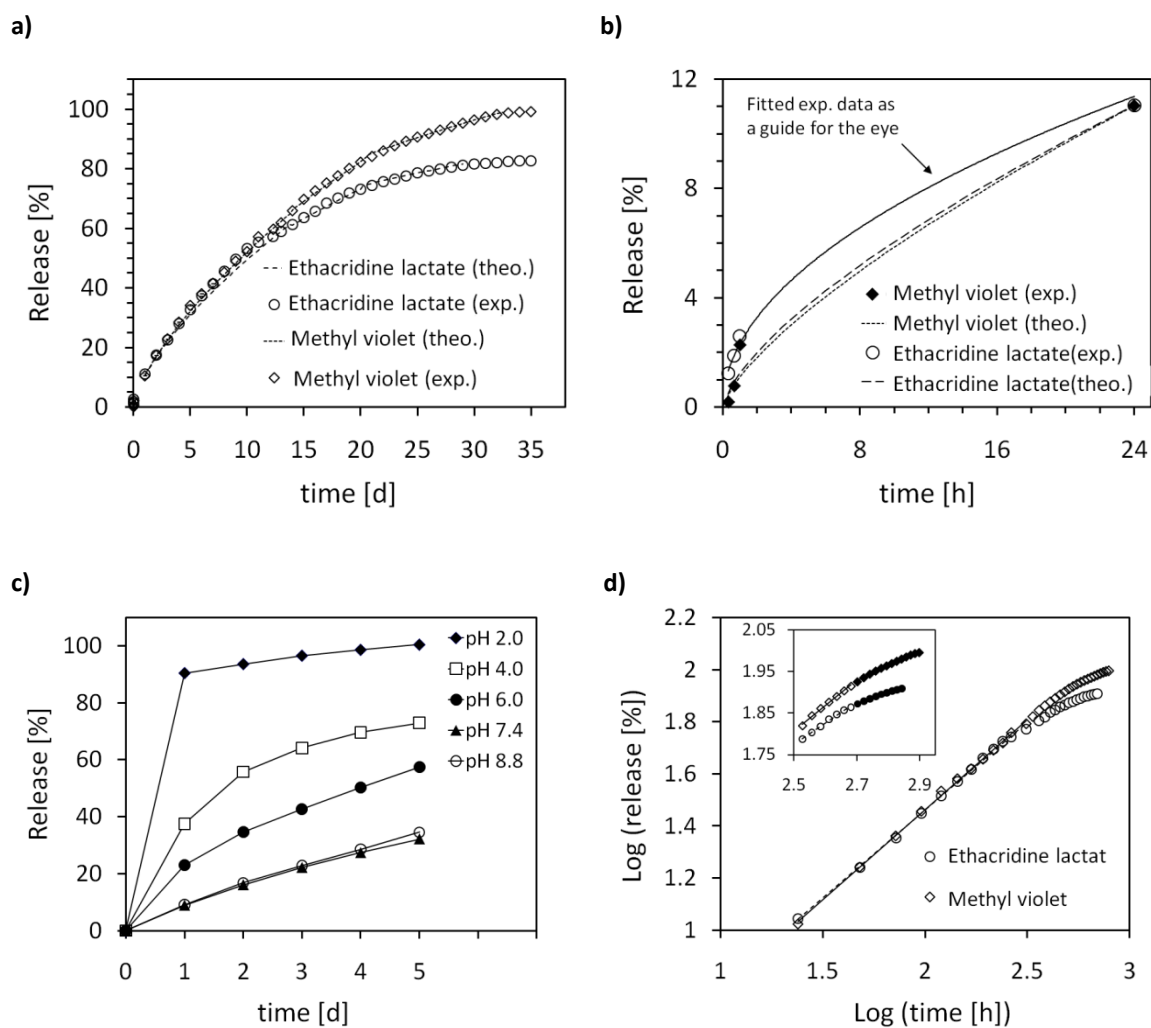 a)
Release [%]
100
80
60
40
20
0
0 5 10 15 20 25 30 35
time [d]
Ethacridine lactate (theo.)
Ethacridine lactate (exp.)
Methyl violet (theo.)
Methyl violet (exp.)
b)
Release [%]
12
8
4
0
0 8 16 24
time [h]
Fitted exp. data as
a guide for the eye
Methyl violet (exp.)
Methyl violet (theo.)
Ethacridine lactate(exp.)
Ethacridine lactate(theo.)
c)
Release [%]
100
80
60
40
20
0
0 1 2 3 4 5
time [d]
pH 2.0
pH 4.0
pH 6.0
pH 7.4
pH 8.8
d)
Log (release [%])
2.2
2
1.8
1.6
1.4
1.2
1
1 1.5 2 2.5 3
Log (time [h])
2.05
1.95
1.85
1.75
2.5 2.7 2.9
Ethacridine lactat
Methyl violet